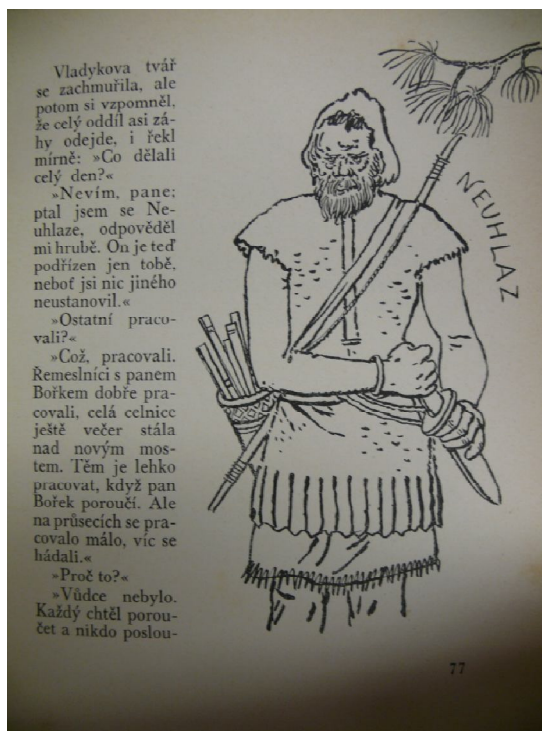 Vladykova tvář
se zachmuřila, ale
potom si vzpomněl,
že celý oddíl asi zá-
hy odejde, i řekl
mírně: »Co dělali
celý den?«
»Nevím, pane;
ptal jsem se Ne-
uhlaze, odpověděl
mi hrubě. On je teď
podřízen jen tobě,
neboť jsi nic jiného
neustanovil.«
»Ostatní praco-
vali?«
»Což, pracovali.
Řemeslníci s panem
Bořkem dobře pra-
covali, celá celnice
ještě večer stála
nad novým mos-
tem. Těm je lehko
pracovat, když pan
Bořek poroučí. Ale
na průsecích se pra-
covalo málo, víc se
hádali.«
»Proč to?«
»Vůdce nebylo.
Každý chtěl porou-
čet a nikdo poslou-
NEUHLAZ
77